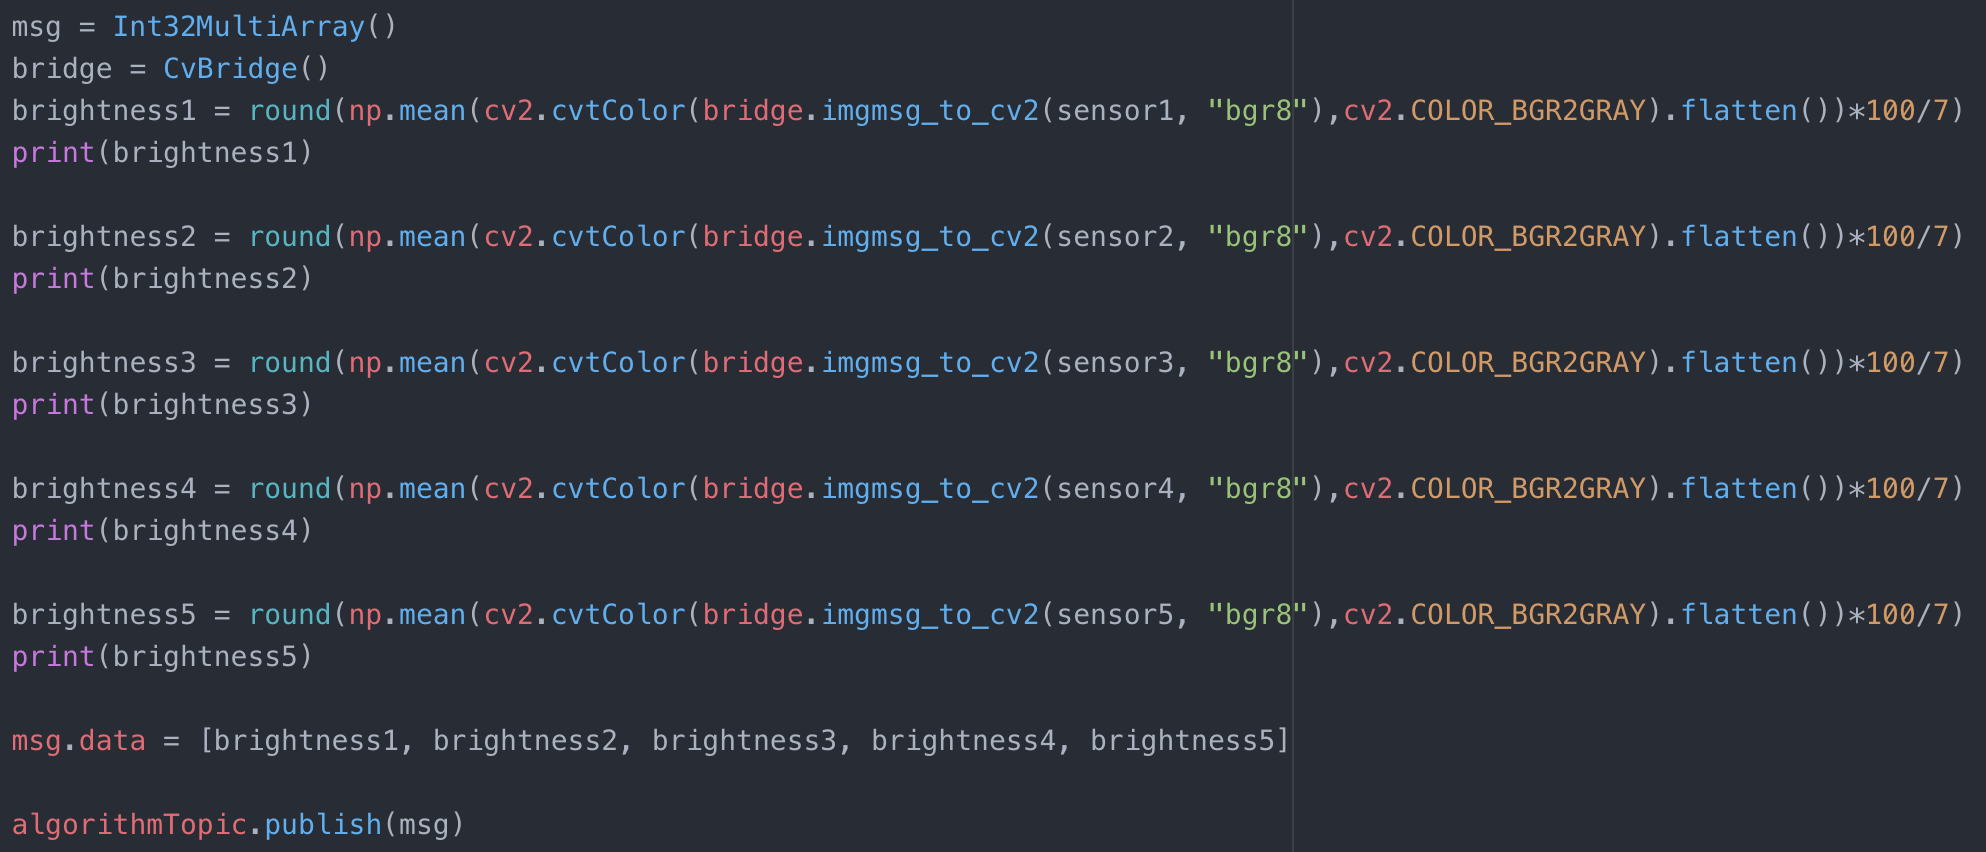 msg = Int32MultiArray()
bridge = CvBridge()
brightness1 = round(np.mean(cv2.cvtColor(bridge.imgmsg_to_cv2(sensor1, "bgr8"),cv2.COLOR_BGR2GRAY).flatten())*100/7)
print(brightness1)
brightness2 = round(np.mean(cv2.cvtColor(bridge.imgmsg_to_cv2(sensor2, "bgr8"),cv2.COLOR_BGR2GRAY).flatten())*100/7)
print(brightness2)
brightness3 = round(np.mean(cv2.cvtColor(bridge.imgmsg_to_cv2(sensor3, "bgr8"),cv2.COLOR_BGR2GRAY).flatten())*100/7)
print(brightness3)
brightness4 = round(np.mean(cv2.cvtColor(bridge.imgmsg_to_cv2(sensor4, "bgr8"),cv2.COLOR_BGR2GRAY).flatten())*100/7)
print(brightness4)
brightness5 = round(np.mean(cv2.cvtColor(bridge.imgmsg_to_cv2(sensor5, "bgr8"),cv2.COLOR_BGR2GRAY).flatten())*100/7)
print(brightness5)
msg.data = [brightness1, brightness2, brightness3, brightness4, brightness5]
algorithmTopic.publish(msg)